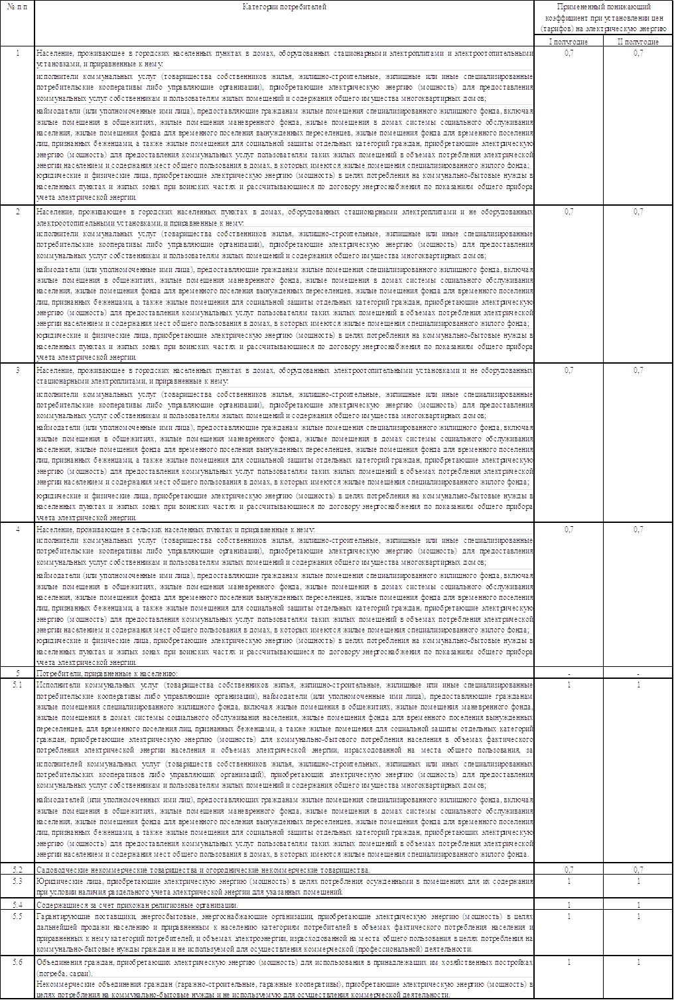 № п/п
Категории потребителей
Примененный понижающий
коэффициент при установлении цен
(тарифов) на электрическую энергию
I полугодие
II полугодие
1
Население, проживающее в городских населенных пунктах в домах, оборудованных стационарными электроплитами и электроотопительными
0,7
0,7
установками, и приравненные к нему:
исполнители коммунальных услуг (товарищества собственников жилья, жилищно-строительные, жилищные или иные специализированные
потребительские кооперативы либо управляющие организации), приобретающие электрическую энергию (мощность) для предоставления
коммунальных услуг собственникам и пользователям жилых помещений и содержания общего имущества многоквартирных домов;
наймодатели (или уполномоченные ими лица), предоставляющие гражданам жилые помещения специализированного жилищного фонда, включая
жилые помещения в общежитиях, жилые помещения маневренного фонда, жилые помещения в домах системы социального обслуживания
населения, жилые помещения фонда для временного поселения вынужденных переселенцев, жилые помещения фонда для временного поселения
лиц, признанных беженцами, а также жилые помещения для социальной защиты отдельных категорий граждан, приобретающие электрическую
энергию (мощность) для предоставления коммунальных услуг пользователям таких жилых помещений в объемах потребления электрической
энергии населением и содержания мест общего пользования в домах, в которых имеются жилые помещения специализированного жилого фонда;
юридические и физические лица, приобретающие электрическую энергию (мощность) в целях потребления на коммунально-бытовые нужды в
населенных пунктах и жилых зонах при воинских частях и рассчитывающиеся по договору энергоснабжения по показаниям общего прибора
учета электрической энергии.
2
Население, проживающее в городских населенных пунктах в домах, оборудованных стационарными электроплитами и не оборудованных
0,7
0,7
электроотопительными установками, и приравненные к нему:
исполнители коммунальных услуг (товарищества собственников жилья, жилищно-строительные, жилищные или иные специализированные
потребительские кооперативы либо управляющие организации), приобретающие электрическую энергию (мощность) для предоставления
коммунальных услуг собственникам и пользователям жилых помещений и содержания общего имущества многоквартирных домов;
наймодатели (или уполномоченные ими лица), предоставляющие гражданам жилые помещения специализированного жилищного фонда, включая
жилые помещения в общежитиях, жилые помещения маневренного фонда, жилые помещения в домах системы социального обслуживания
населения, жилые помещения фонда для временного поселения вынужденных переселенцев, жилые помещения фонда для временного поселения
лиц, признанных беженцами, а также жилые помещения для социальной защиты отдельных категорий граждан, приобретающие электрическую
энергию (мощность) для предоставления коммунальных услуг пользователям таких жилых помещений в объемах потребления электрической
энергии населением и содержания мест общего пользования в домах, в которых имеются жилые помещения специализированного жилого фонда;
юридические и физические лица, приобретающие электрическую энергию (мощность) в целях потребления на коммунально-бытовые нужды в
населенных пунктах и жилых зонах при воинских частях и рассчитывающиеся по договору энергоснабжения по показаниям общего прибора
учета электрической энергии.
3
Население, проживающее в городских населенных пунктах в домах, оборудованных электроотопительными установками и не оборудованных
0,7
0,7
стационарными электроплитами, и приравненные к нему:
исполнители коммунальных услуг (товарищества собственников жилья, жилищно-строительные, жилищные или иные специализированные
потребительские кооперативы либо управляющие организации), приобретающие электрическую энергию (мощность) для предоставления
коммунальных услуг собственникам и пользователям жилых помещений и содержания общего имущества многоквартирных домов;
наймодатели (или уполномоченные ими лица), предоставляющие гражданам жилые помещения специализированного жилищного фонда, включая
жилые помещения в общежитиях, жилые помещения маневренного фонда, жилые помещения в домах системы социального обслуживания
населения, жилые помещения фонда для временного поселения вынужденных переселенцев, жилые помещения фонда для временного поселения
лиц, признанных беженцами, а также жилые помещения для социальной защиты отдельных категорий граждан, приобретающие электрическую
энергию (мощность) для предоставления коммунальных услуг пользователям таких жилых помещений в объемах потребления электрической
энергии населением и содержания мест общего пользования в домах, в которых имеются жилые помещения специализированного жилого фонда;
юридические и физические лица, приобретающие электрическую энергию (мощность) в целях потребления на коммунально-бытовые нужды в
населенных пунктах и жилых зонах при воинских частях и рассчитывающиеся по договору энергоснабжения по показаниям общего прибора
учета электрической энергии.
4
Население, проживающее в сельских населенных пунктах и приравненные к нему:
0,7
0,7
исполнители коммунальных услуг (товарищества собственников жилья, жилищно-строительные, жилищные или иные специализированные
потребительские кооперативы либо управляющие организации), приобретающие электрическую энергию (мощность) для предоставления
коммунальных услуг собственникам и пользователям жилых помещений и содержания общего имущества многоквартирных домов;
наймодатели (или уполномоченные ими лица), предоставляющие гражданам жилые помещения специализированного жилищного фонда, включая
жилые помещения в общежитиях, жилые помещения маневренного фонда, жилые помещения в домах системы социального обслуживания
населения, жилые помещения фонда для временного поселения вынужденных переселенцев, жилые помещения фонда для временного поселения
лиц, признанных беженцами, а также жилые помещения для социальной защиты отдельных категорий граждан, приобретающие электрическую
энергию (мощность) для предоставления коммунальных услуг пользователям таких жилых помещений в объемах потребления электрической
энергии населением и содержания мест общего пользования в домах, в которых имеются жилые помещения специализированного жилого фонда;
юридические и физические лица, приобретающие электрическую энергию (мощность) в целях потребления на коммунально-бытовые нужды в
населенных пунктах и жилых зонах при воинских частях и рассчитывающиеся по договору энергоснабжения по показаниям общего прибора
учета электрической энергии.
5
Потребители, приравненные к населению:
-
-
5.1
Исполнители коммунальных услуг (товарищества собственников жилья, жилищно-строительные, жилищные или иные специализированные
1
1
потребительские кооперативы либо управляющие организации), наймодатели (или уполномоченные ими лица), предоставляющие гражданам
жилые помещения специализированного жилищного фонда, включая жилые помещения в общежитиях, жилые помещения маневренного фонда,
жилые помещения в домах системы социального обслуживания населения, жилые помещения фонда для временного поселения вынужденных
переселенцев, для временного поселения лиц, признанных беженцами, а также жилые помещения для социальной защиты отдельных категорий
граждан, приобретающие электрическую энергию (мощность) для коммунально-бытового потребления населения в объемах фактического
потребления электрической энергии населения и объемах электрической энергии, израсходованной на места общего пользования, за
исполнителей коммунальных услуг (товариществ собственников жилья, жилищно-строительных, жилищных или иных специализированных
потребительских кооперативов либо управляющих организаций), приобретающих электрическую энергию (мощность) для предоставления
коммунальных услуг собственникам и пользователям жилых помещений и содержания общего имущества многоквартирных домов;
наймодателей (или уполномоченных ими лиц), предоставляющих гражданам жилые помещения специализированного жилищного фонда, включая
жилые помещения в общежитиях, жилые помещения маневренного фонда, жилые помещения в домах системы социального обслуживания
населения, жилые помещения фонда для временного поселения вынужденных переселенцев, жилые помещения фонда для временного поселения
лиц, признанных беженцами, а также жилые помещения для социальной защиты отдельных категорий граждан, приобретающих электрическую
энергию (мощность) для предоставления коммунальных услуг пользователям таких жилых помещений в объемах потребления электрической
энергии населением и содержания мест общего пользования в домах, в которых имеются жилые помещения специализированного жилого фонда.
5.2
Садоводческие некоммерческие товарищества и огороднические некоммерческие товарищества.
0,7
0,7
5.3
Юридические лица, приобретающие электрическую энергию (мощность) в целях потребления осужденными в помещениях для их содержания
1
1
при условии наличия раздельного учета электрической энергии для указанных помещений.
5.4
Содержащиеся за счет прихожан религиозные организации.
1
1
5.5
Гарантирующие поставщики, энергосбытовые, энергоснабжающие организации, приобретающие электрическую энергию (мощность) в целях
1
1
дальнейшей продажи населению и приравненным к населению категориям потребителей в объемах фактического потребления населения и
приравненных к нему категорий потребителей, и объемах электроэнергии, израсходованной на места общего пользования в целях потребления на
коммунально-бытовые нужды граждан и не используемой для осуществления коммерческой (профессиональной) деятельности.
5.6
Объединения граждан, приобретающих электрическую энергию (мощность) для использования в принадлежащих им хозяйственных постройках
1
1
(погреба, сараи).
Некоммерческие объединения граждан (гаражно-строительные, гаражные кооперативы), приобретающие электрическую энергию (мощность) в
целях потребления на коммунально-бытовые нужды и не используемую для осуществления коммерческой деятельности.